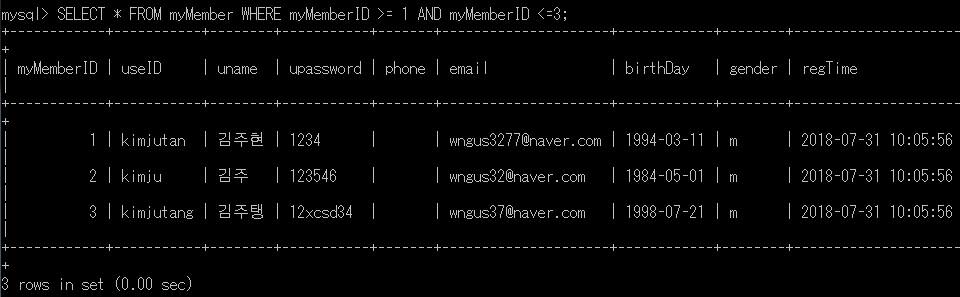 mysql> SELECT * FROM myMember WHERE myMemberID >= 1 AND myMemberID <=3;
+-----------+----------+--------+-----------+-------+--------------------+------------+--------+---------------------
+
| myMemberID | useID | uname | upassword | phone | email | birthDay | gender | regTime
|
+-----------+----------+--------+-----------+-------+--------------------+------------+--------+---------------------
+
| 1 | kimjutan | 김주현 | 1234 | | wngus3277@naver.com | 1994-03-11 | m | 2018-07-31 10:05:56
|
| 2 | kimju | 김주 | 123546 | | wngus32@naver.com | 1984-05-01 | m | 2018-07-31 10:05:56
|
| 3 | kimjutang | 김주탱 | 12xcsd34 | | wngus37@naver.com | 1998-07-21 | m | 2018-07-31 10:05:56
|
+-----------+----------+--------+-----------+-------+--------------------+------------+--------+---------------------
+
3 rows in set (0.00 sec)